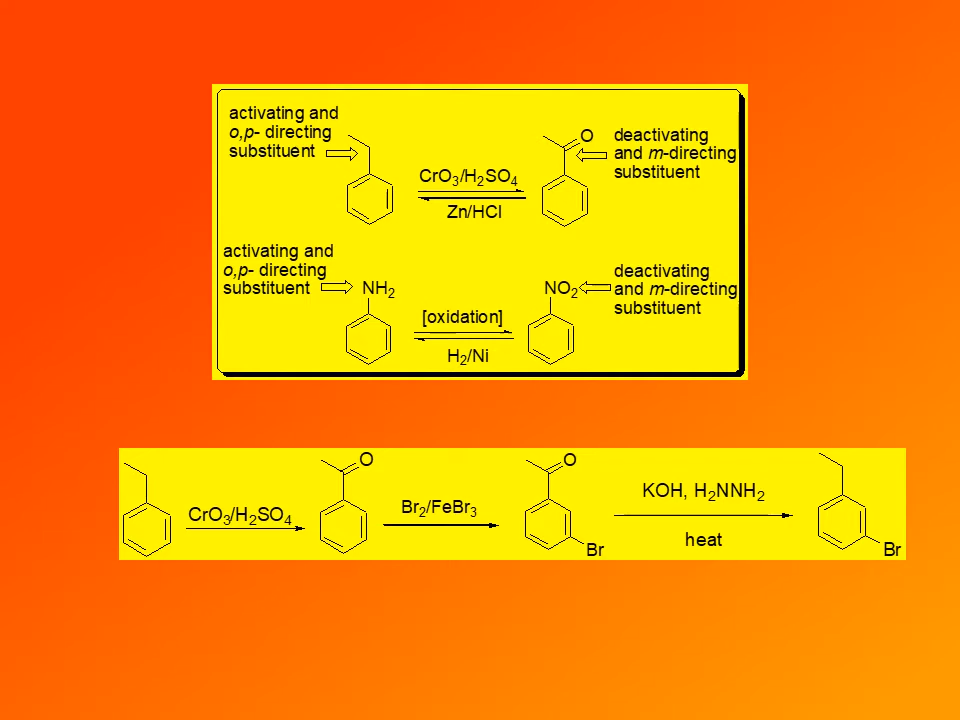 activating and
o,p- directing
substituent
CrO3/H2SO4
Zn/HCl
O
deactivating
and m-directing
substituent
activating and
o,p- directing
substituent
NH2
[oxidation]
H2/Ni
NO2
deactivating
and m-directing
substituent
CrO3/H2SO4
O
Br2/FeBr3
O
Br
KOH, H2NNH2
heat
Br